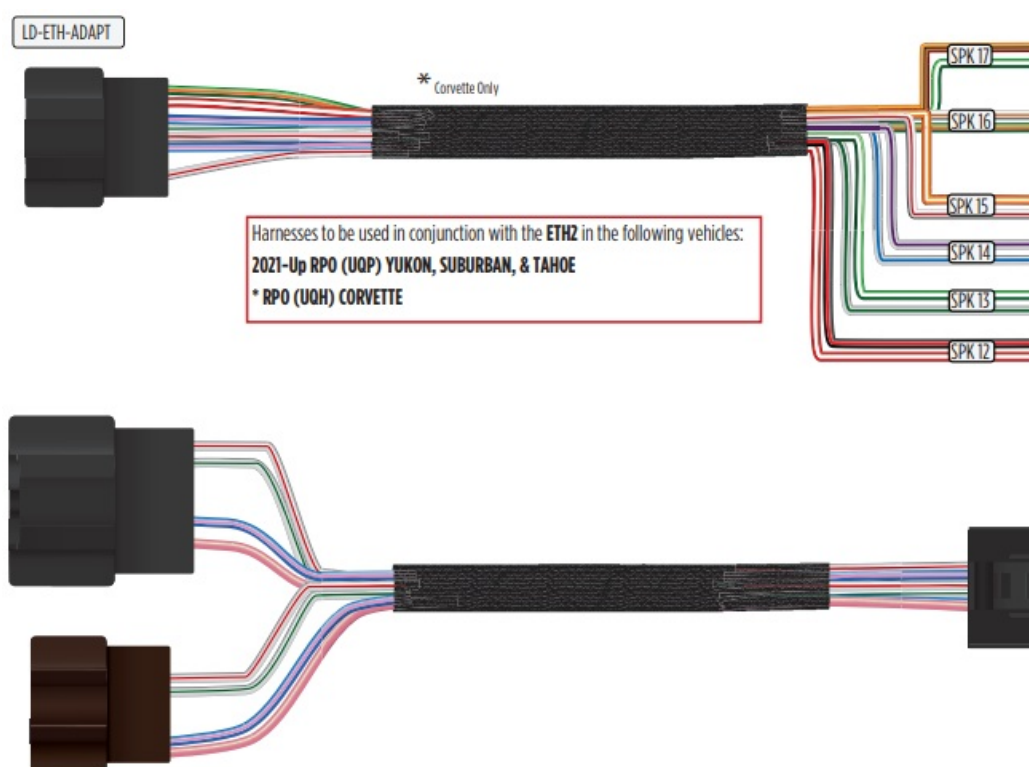 LD-ETH-ADAPT
* Corvette Only
SPK 17
SPK 16
SPK 15
SPK 14
SPK 13
SPK 12
Harnesses to be used in conjunction with the ETH2 in the following vehicles:
2021-Up RPO (UQP) YUKON, SUBURBAN, & TAHOE
* RPO (UQH) CORVETTE